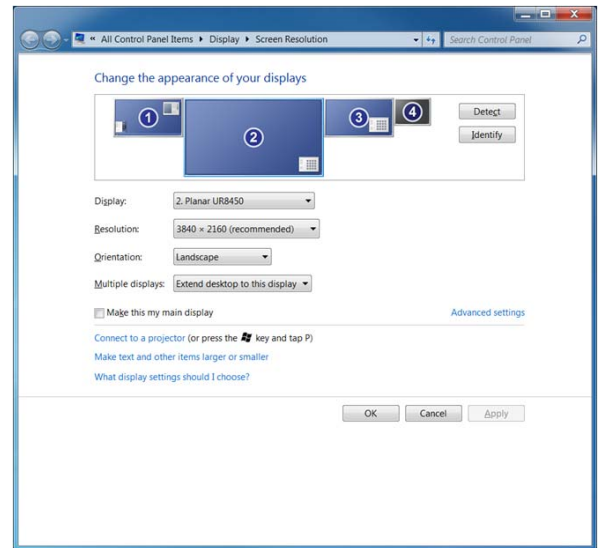 « All Control Panel Items ▸ Display ▸ Screen Resolution
Search Control Panel
Change the appearance of your displays
1
2
3
4
Detect
Identify
Display: 2. Planar UR8450
Resolution: 3840 × 2160 (recommended)
Orientation: Landscape
Multiple displays: Extend desktop to this display
Make this my main display
Advanced settings
Connect to a projector (or press the key and tap P)
Make text and other items larger or smaller
What display settings should I choose?
OK Cancel Apply